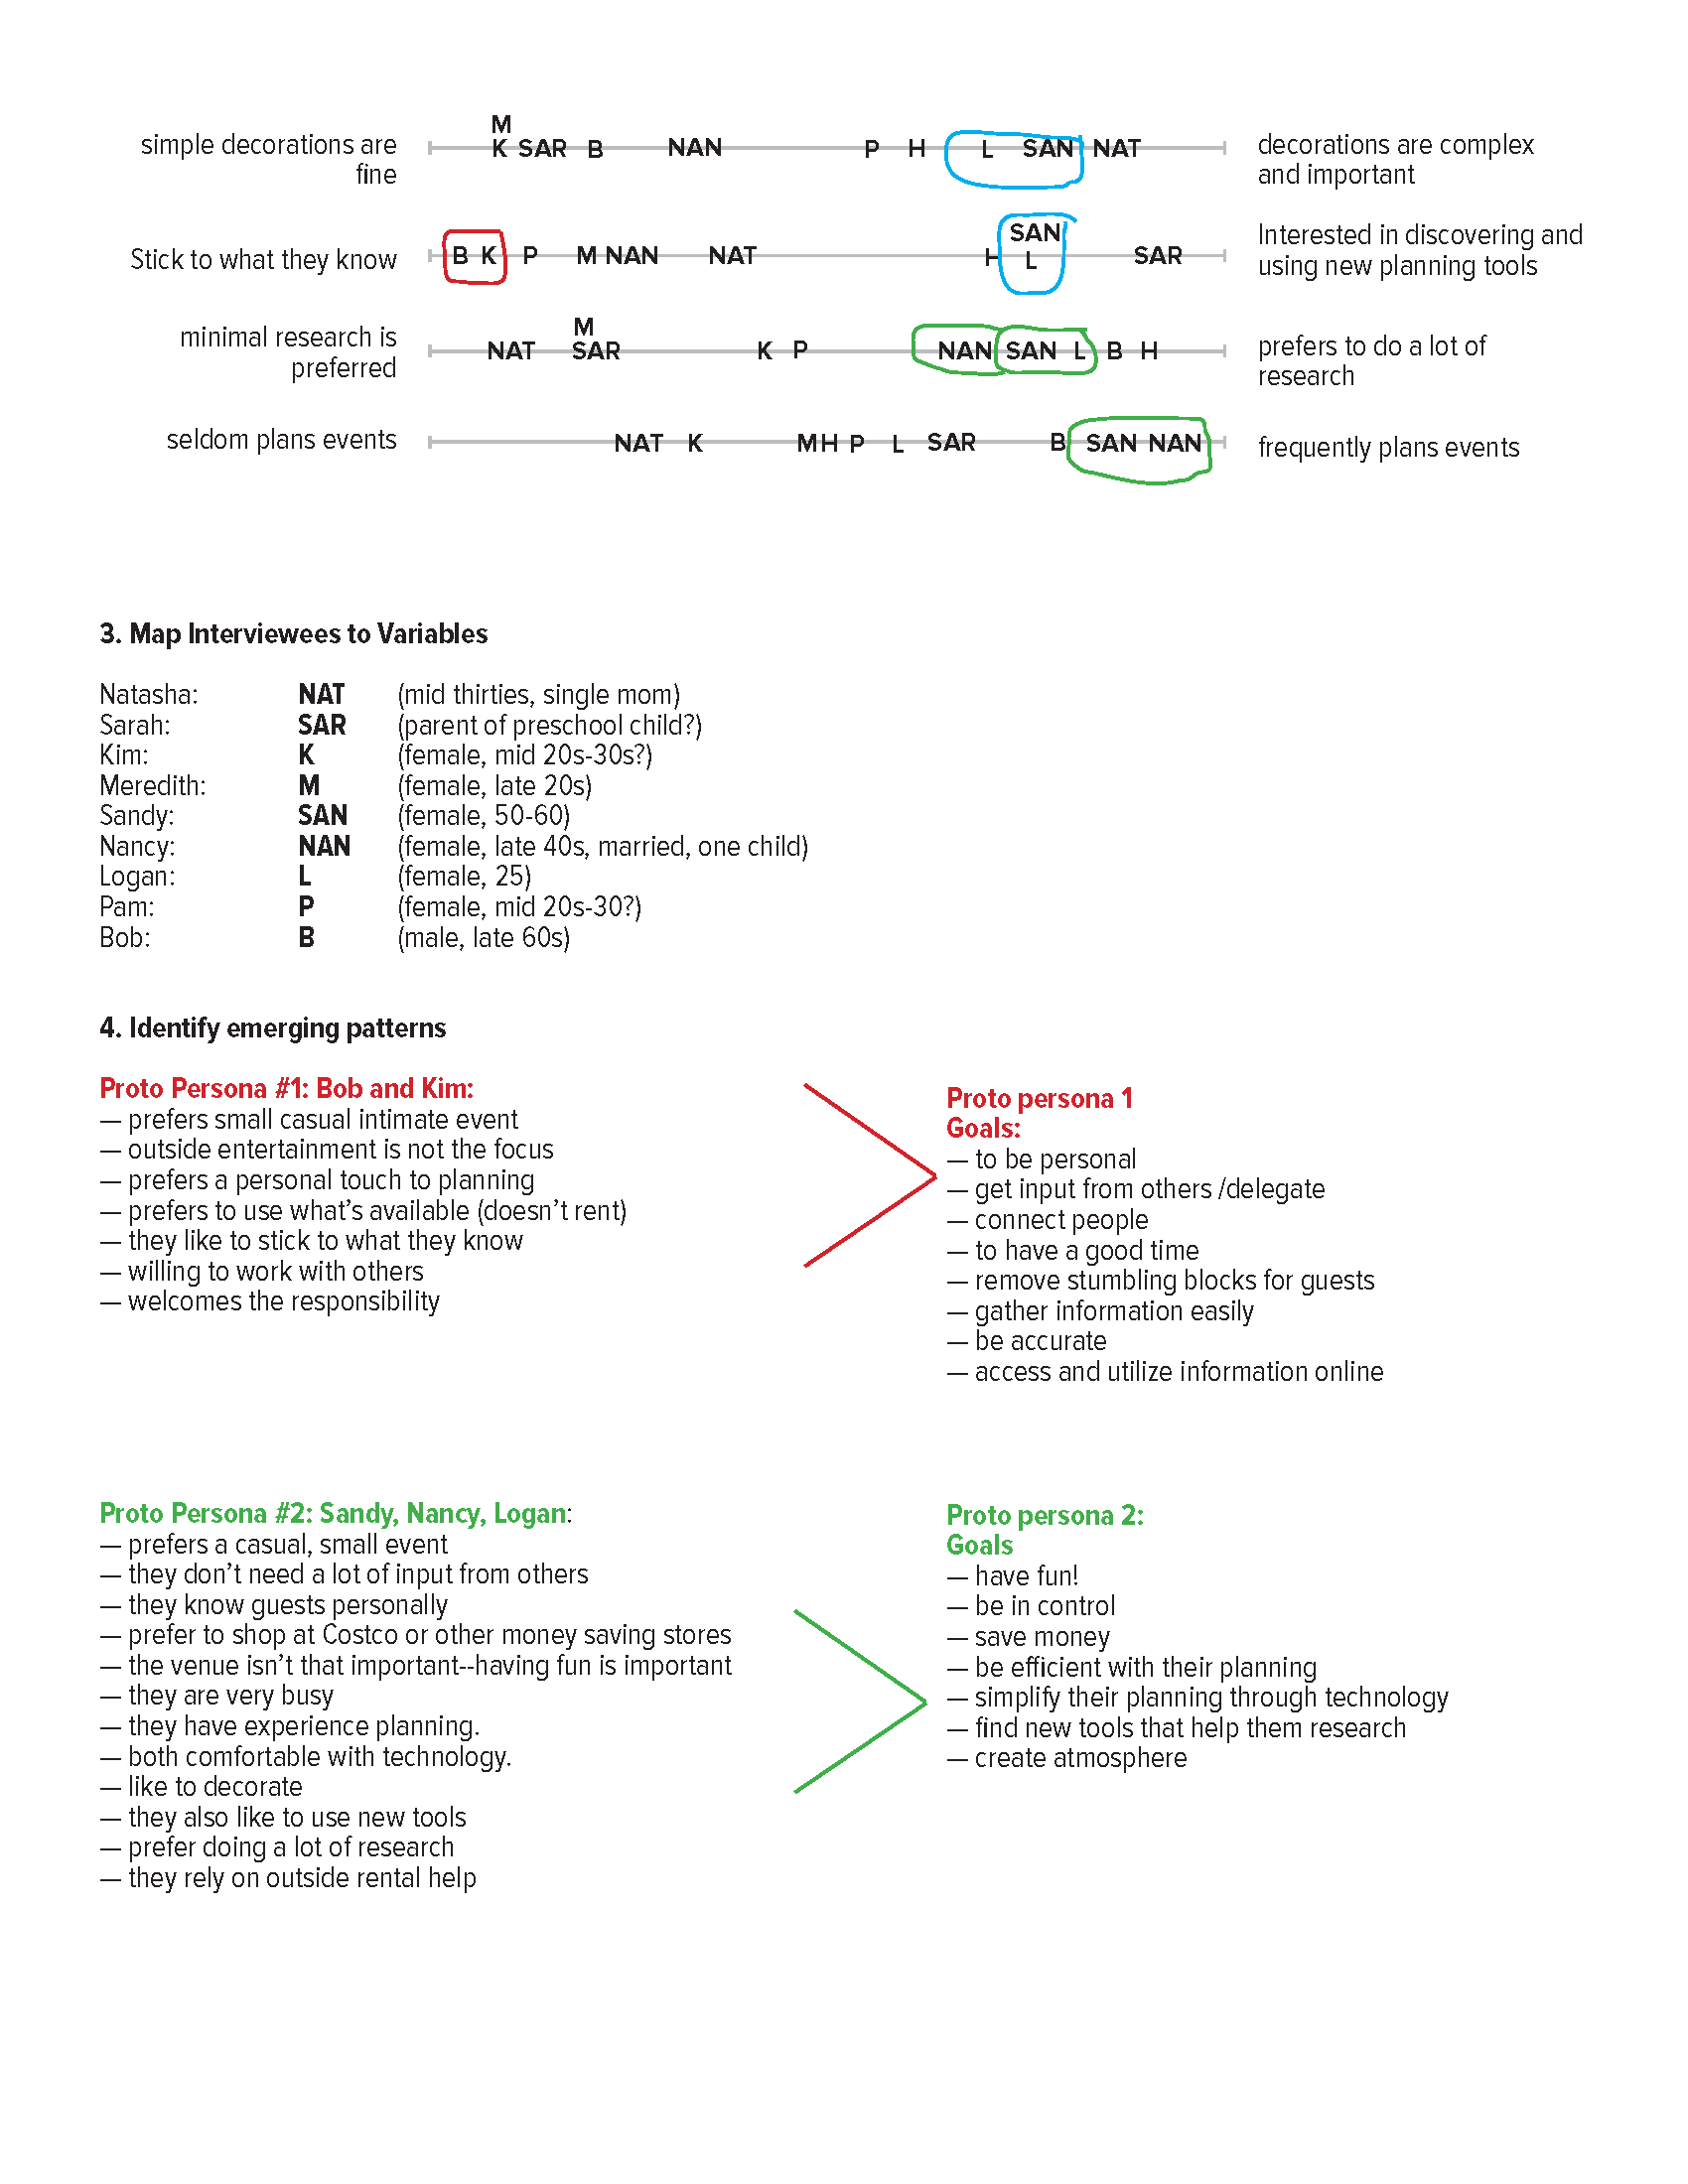 M
simple decorations are K SAR B NAN P H L SAN NAT decorations are complex
fine and important
SAN Interested in discovering and
Stick to what they know B K P M NAN NAT H L SAR using new planning tools
M
minimal research is NAT SAR K P NAN SAN L B H prefers to do a lot of
preferred research
seldom plans events NAT K M H P L SAR B SAN NAN frequently plans events
3. Map Interviewees to Variables
Natasha: NAT (mid thirties, single mom)
Sarah: SAR (parent of preschool child?)
Kim: K (female, mid 20s-30s?)
Meredith: M (female, late 20s)
Sandy: SAN (female, 50-60)
Nancy: NAN (female, late 40s, married, one child)
Logan: L (female, 25)
Pam: P (female, mid 20s-30?)
Bob: B (male, late 60s)
4. Identify emerging patterns
Proto Persona #1: Bob and Kim:
— prefers small casual intimate event
— outside entertainment is not the focus
— prefers a personal touch to planning
— prefers to use what’s available (doesn’t rent)
— they like to stick to what they know
— willing to work with others
— welcomes the responsibility
Proto persona 1
Goals:
— to be personal
— get input from others /delegate
— connect people
— to have a good time
— remove stumbling blocks for guests
— gather information easily
— be accurate
— access and utilize information online
Proto Persona #2: Sandy, Nancy, Logan:
— prefers a casual, small event
— they don’t need a lot of input from others
— they know guests personally
— prefer to shop at Costco or other money saving stores
— the venue isn’t that important--having fun is important
— they are very busy
— they have experience planning.
— both comfortable with technology.
— like to decorate
— they also like to use new tools
— prefer doing a lot of research
— they rely on outside rental help
Proto persona 2:
Goals
— have fun!
— be in control
— save money
— be efficient with their planning
— simplify their planning through technology
— find new tools that help them research
— create atmosphere